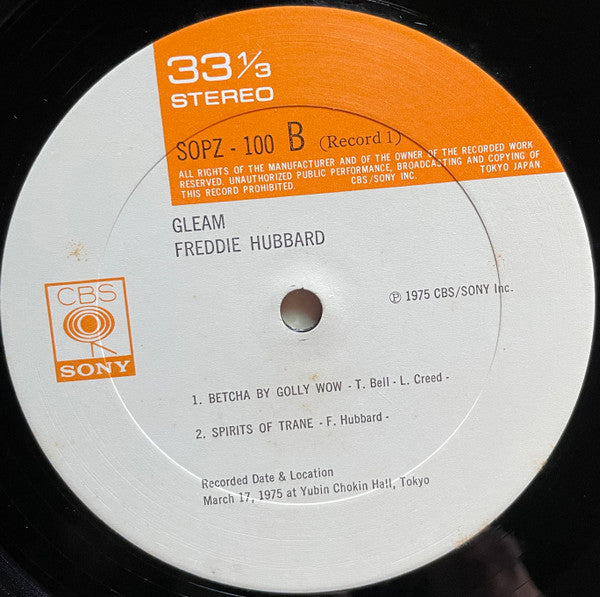 33 1/3
STEREO
SOPZ - 100 B (Record 1)
ALL RIGHTS OF THE MANUFACTURER AND OF THE OWNER OF THE RECORDED WORK
RESERVED. UNAUTHORIZED PUBLIC PERFORMANCE, BROADCASTING AND COPYING OF
THIS RECORD PROHIBITED. CBS/SONY INC. TOKYO JAPAN.
GLEAM
FREDDIE HUBBARD
CBS
SONY
℗ 1975 CBS/SONY Inc.
1. BETCHA BY GOLLY WOW - T. Bell - L. Creed -
2. SPIRITS OF TRANE - F. Hubbard -
Recorded Date & Location
March 17, 1975 at Yubin Chokin Hall, Tokyo